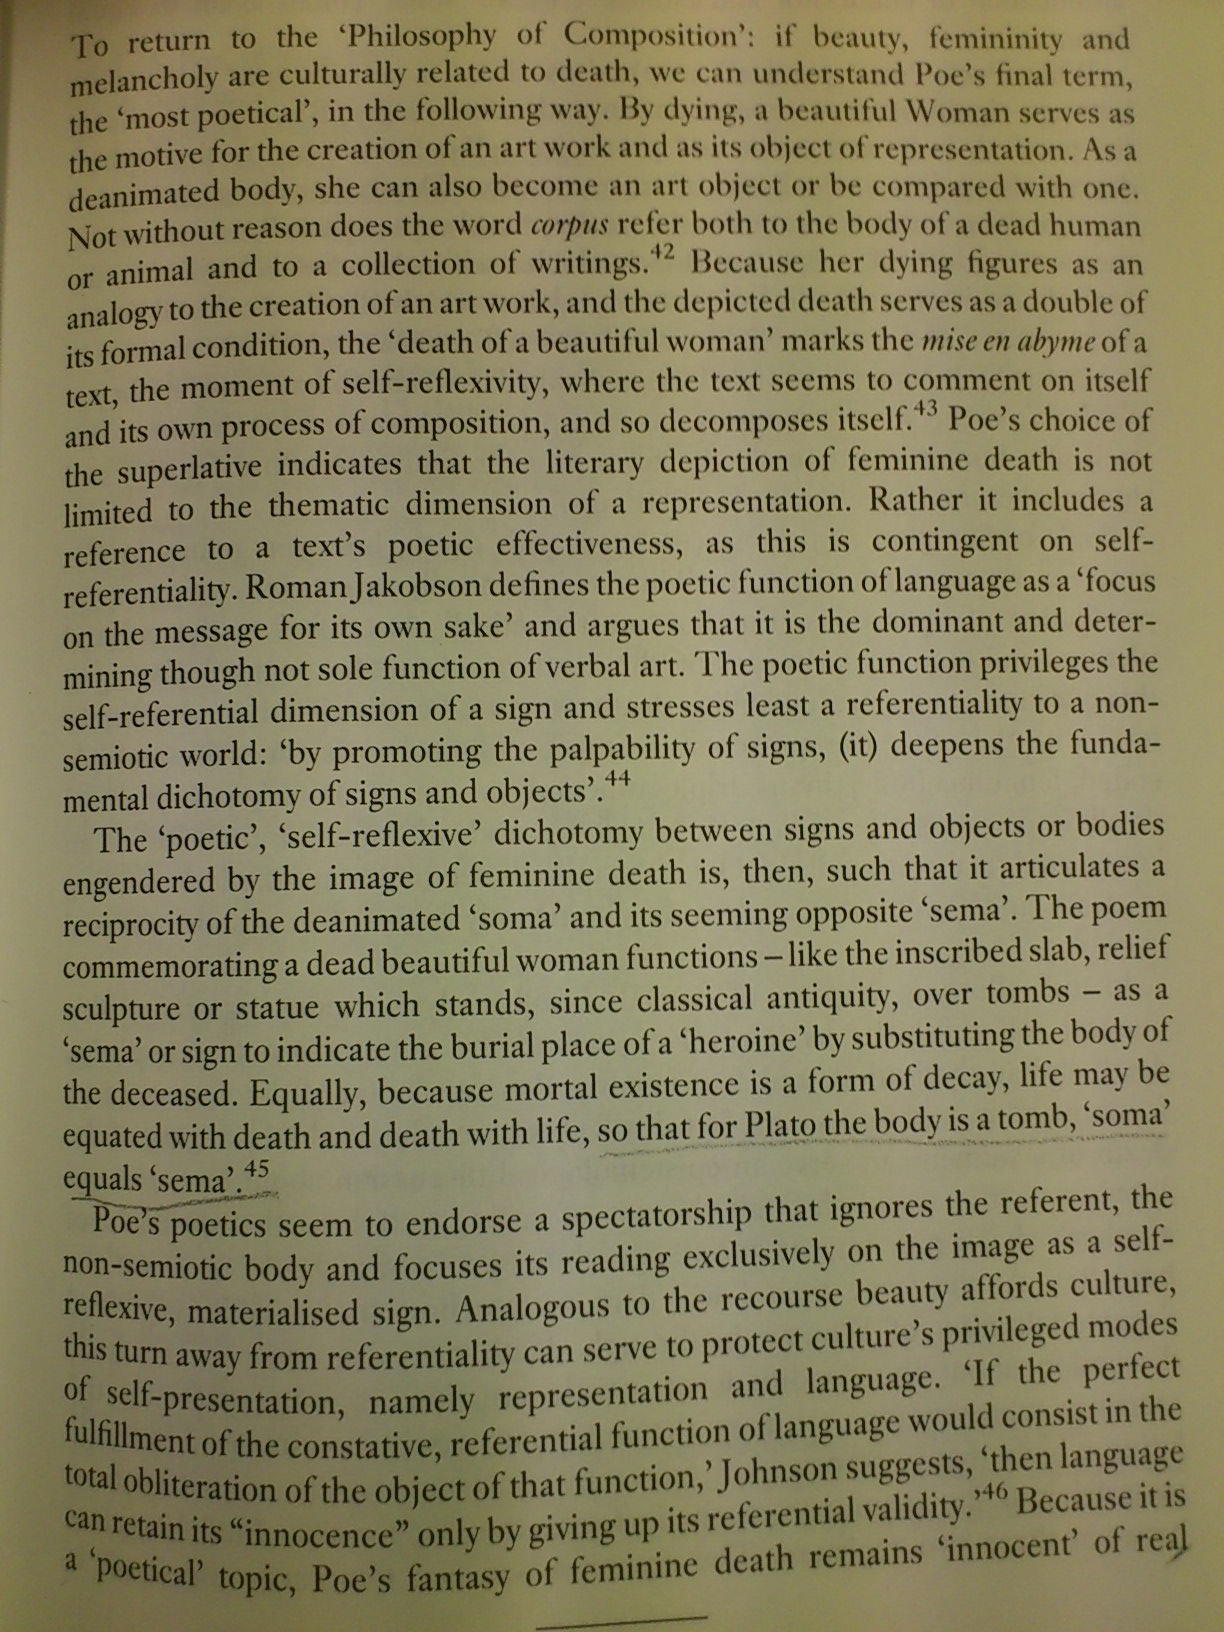 To return to the ‘Philosophy of Composition’: if beauty, femininity and
melancholy are culturally related to death, we can understand Poe’s final term,
the ‘most poetical’, in the following way. By dying, a beautiful Woman serves as
the motive for the creation of an art work and as its object of representation. As a
deanimated body, she can also become an art object or be compared with one.
Not without reason does the word corpus refer both to the body of a dead human
or animal and to a collection of writings.42 Because her dying figures as an
analogy to the creation of an art work, and the depicted death serves as a double of
its formal condition, the ‘death of a beautiful woman’ marks the mise en abyme of a
text, the moment of self-reflexivity, where the text seems to comment on itself
and its own process of composition, and so decomposes itself.43 Poe’s choice of
the superlative indicates that the literary depiction of feminine death is not
limited to the thematic dimension of a representation. Rather it includes a
reference to a text’s poetic effectiveness, as this is contingent on self-
referentiality. Roman Jakobson defines the poetic function of language as a ‘focus
on the message for its own sake’ and argues that it is the dominant and deter-
mining though not sole function of verbal art. The poetic function privileges the
self-referential dimension of a sign and stresses least a referentiality to a non-
semiotic world: ‘by promoting the palpability of signs, (it) deepens the funda-
mental dichotomy of signs and objects’.44
The ‘poetic’, ‘self-reflexive’ dichotomy between signs and objects or bodies
engendered by the image of feminine death is, then, such that it articulates a
reciprocity of the deanimated ‘soma’ and its seeming opposite ‘sema’. The poem
commemorating a dead beautiful woman functions – like the inscribed slab, relief
sculpture or statue which stands, since classical antiquity, over tombs – as a
‘sema’ or sign to indicate the burial place of a ‘heroine’ by substituting the body of
the deceased. Equally, because mortal existence is a form of decay, life may be
equated with death and death with life, so that for Plato the body is a tomb, ‘soma’
equals ‘sema’.45
Poe’s poetics seem to endorse a spectatorship that ignores the referent, the
non-semiotic body and focuses its reading exclusively on the image as a self-
reflexive, materialised sign. Analogous to the recourse beauty affords culture,
this turn away from referentiality can serve to protect culture’s privileged modes
of self-presentation, namely representation and language. ‘If the perfect
fulfillment of the constative, referential function of language would consist in the
total obliteration of the object of that function,’ Johnson suggests, ‘then language
can retain its “innocence” only by giving up its referential validity.’46 Because it is
a ‘poetical’ topic, Poe’s fantasy of feminine death remains ‘innocent’ of real